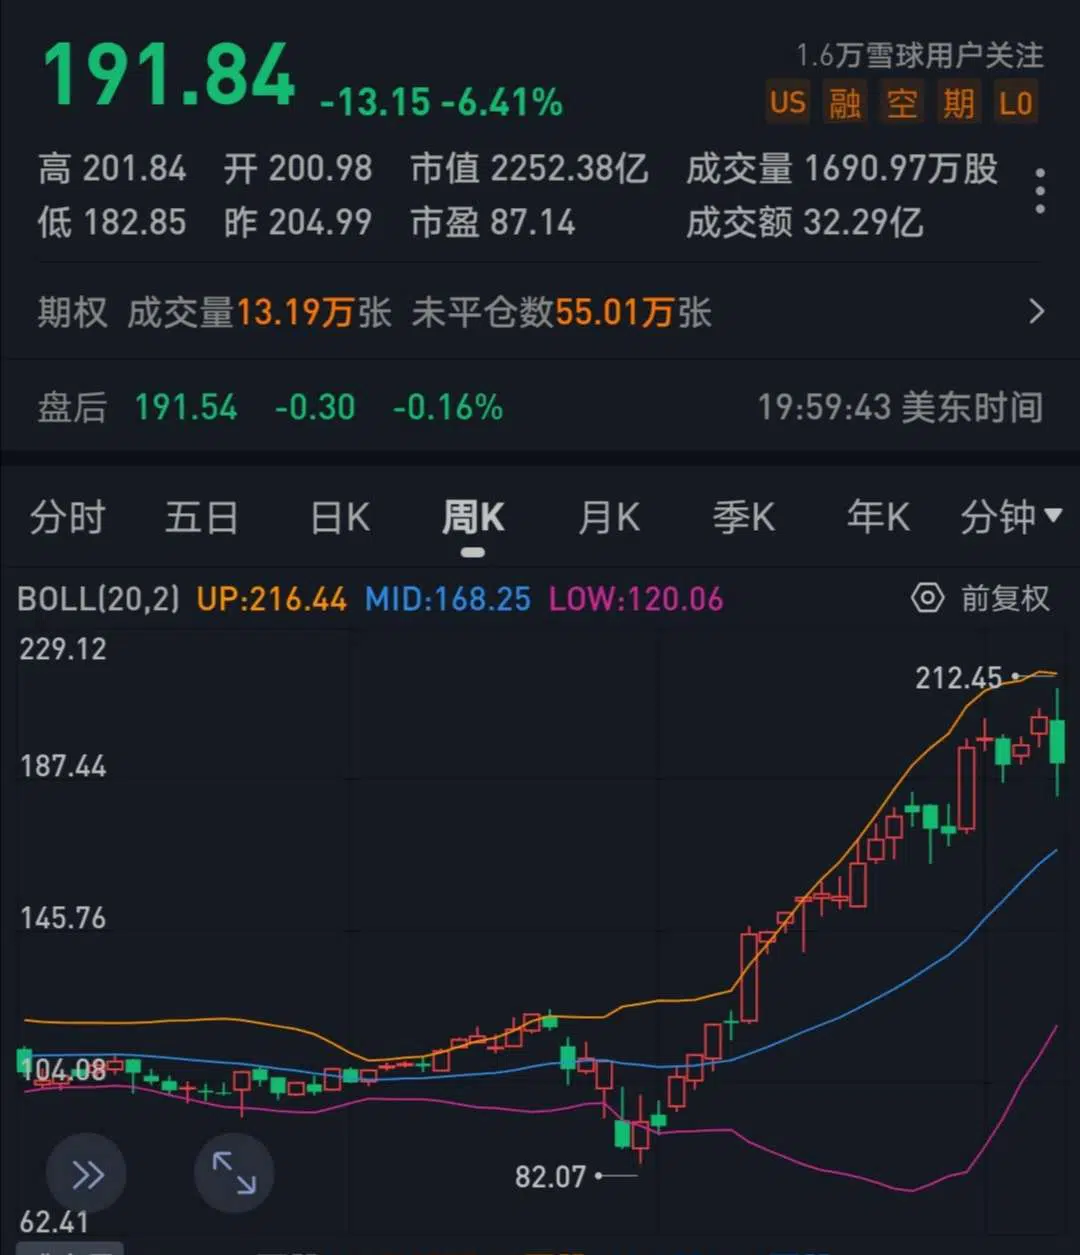 1.6万雪球用户关注
191.84 -13.15 -6.41%
US 融 空 期 LO
高 201.84 开 200.98 市值 2252.38亿 成交量 1690.97万股
低 182.85 昨 204.99 市盈 87.14 成交额 32.29亿
期权 成交量13.19万张 未平仓数55.01万张
盘后 191.54 -0.30 -0.16% 19:59:43 美东时间
分时 五日 日K 周K 月K 季K 年K 分钟
BOLL(20,2) UP:216.44 MID:168.25 LOW:120.06 前复权
229.12
212.45
187.44
145.76
104.08
82.07
62.41